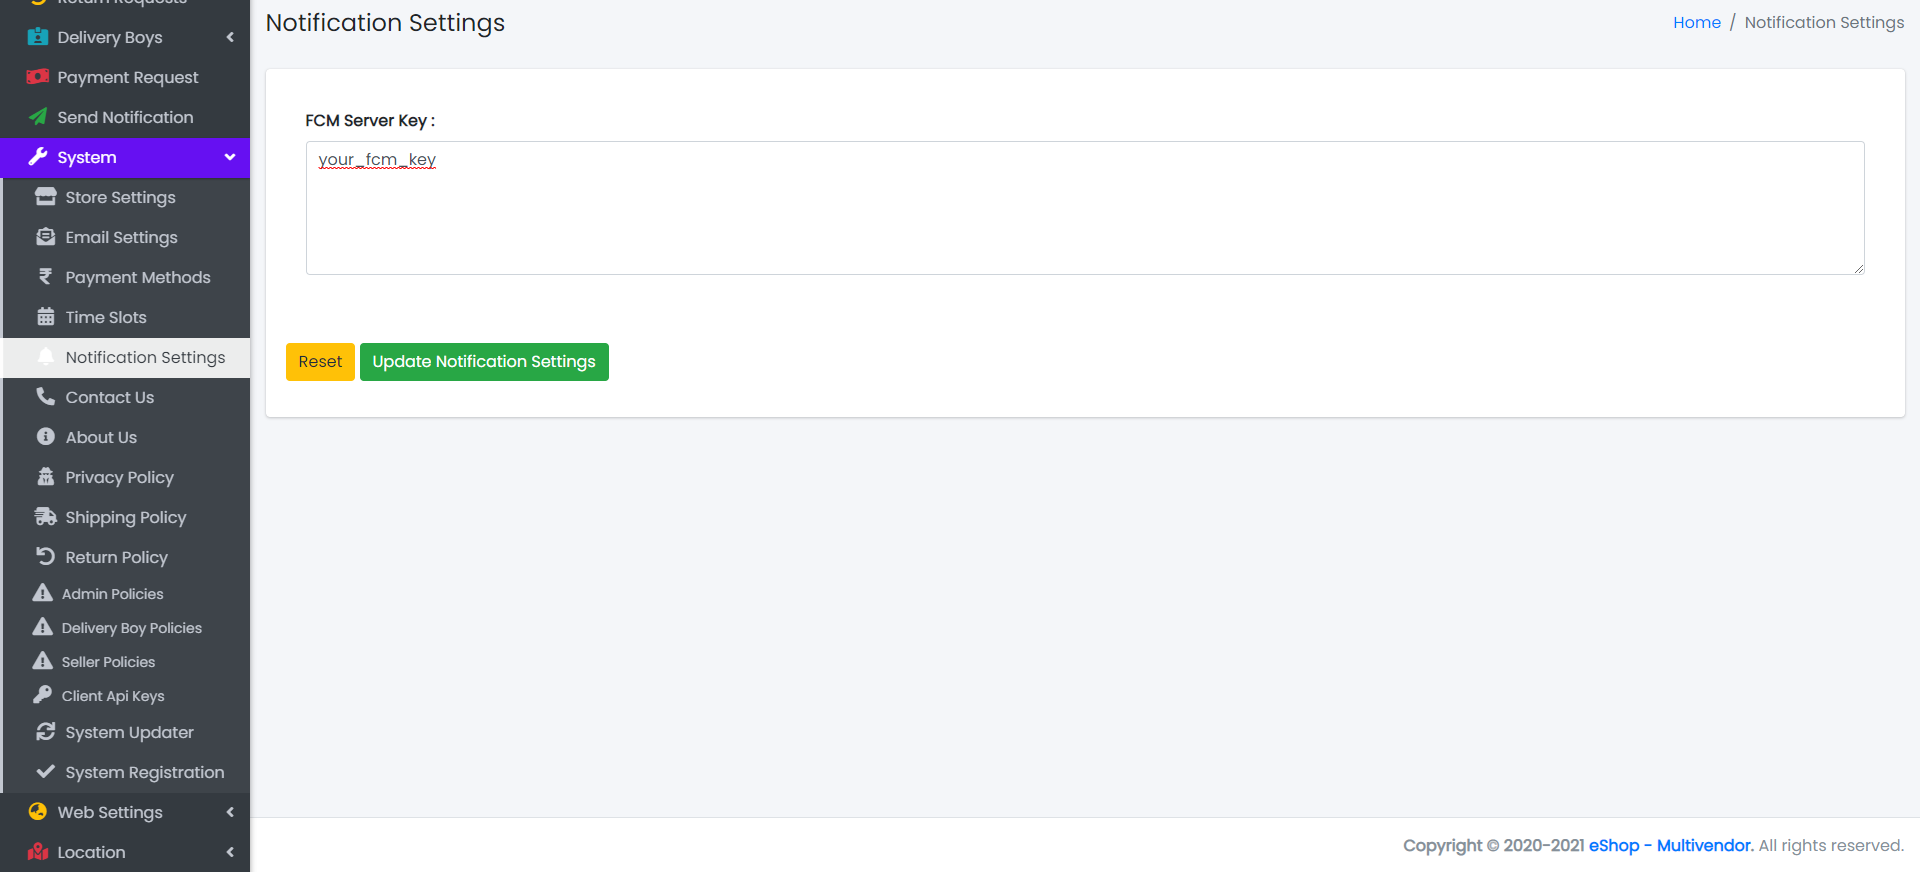 Return Requests
Delivery Boys
Payment Request
Send Notification
System
Store Settings
Email Settings
Payment Methods
Time Slots
Notification Settings
Contact Us
About Us
Privacy Policy
Shipping Policy
Return Policy
Admin Policies
Delivery Boy Policies
Seller Policies
Client Api Keys
System Updater
System Registration
Web Settings
Location
Notification Settings
Home / Notification Settings
FCM Server Key :
your_fcm_key
Reset
Update Notification Settings
Copyright © 2020-2021 eShop - Multivendor. All rights reserved.